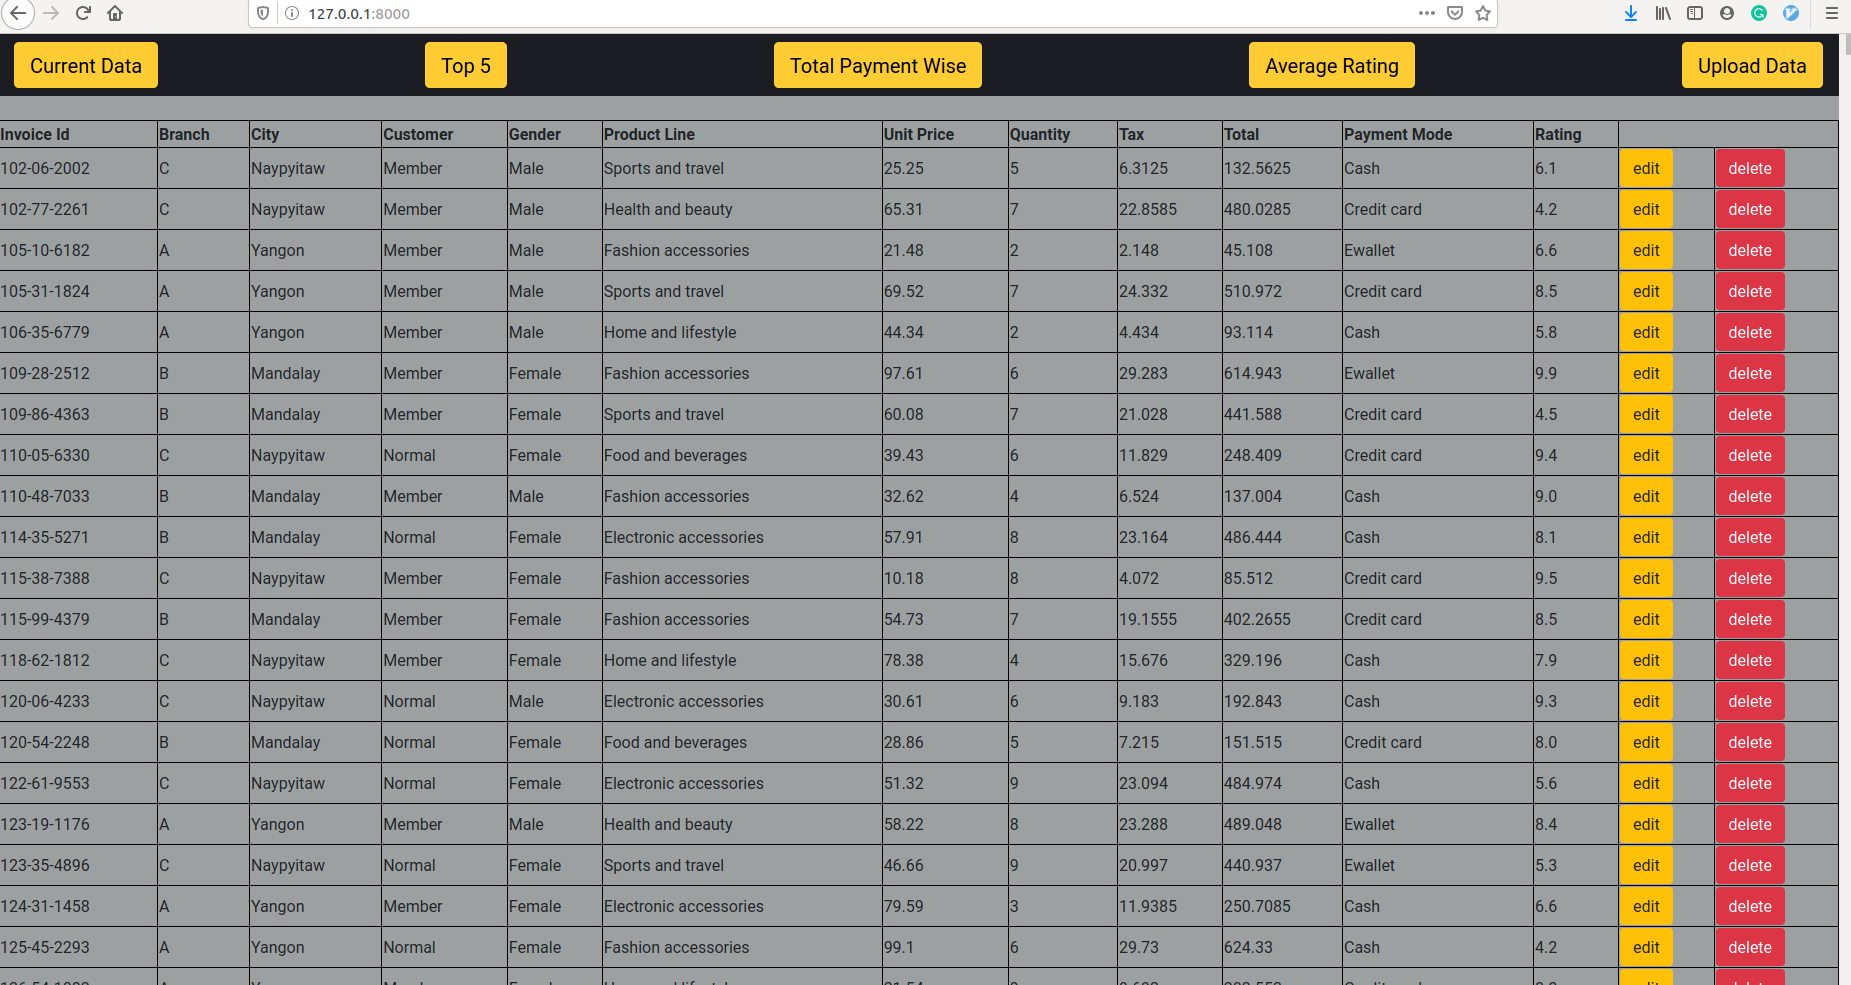 127.0.0.1:8000
Current Data Top 5 Total Payment Wise Average Rating Upload Data
Invoice Id Branch City Customer Gender Product Line Unit Price Quantity Tax Total Payment Mode Rating
102-06-2002 C Naypyitaw Member Male Sports and travel 25.25 5 6.3125 132.5625 Cash 6.1 edit delete
102-77-2261 C Naypyitaw Member Male Health and beauty 65.31 7 22.8585 480.0285 Credit card 4.2 edit delete
105-10-6182 A Yangon Member Male Fashion accessories 21.48 2 2.148 45.108 Ewallet 6.6 edit delete
105-31-1824 A Yangon Member Male Sports and travel 69.52 7 24.332 510.972 Credit card 8.5 edit delete
106-35-6779 A Yangon Member Male Home and lifestyle 44.34 2 4.434 93.114 Cash 5.8 edit delete
109-28-2512 B Mandalay Member Female Fashion accessories 97.61 6 29.283 614.943 Ewallet 9.9 edit delete
109-86-4363 B Mandalay Member Female Sports and travel 60.08 7 21.028 441.588 Credit card 4.5 edit delete
110-05-6330 C Naypyitaw Normal Female Food and beverages 39.43 6 11.829 248.409 Credit card 9.4 edit delete
110-48-7033 B Mandalay Member Male Fashion accessories 32.62 4 6.524 137.004 Cash 9.0 edit delete
114-35-5271 B Mandalay Normal Female Electronic accessories 57.91 8 23.164 486.444 Cash 8.1 edit delete
115-38-7388 C Naypyitaw Member Female Fashion accessories 10.18 8 4.072 85.512 Credit card 9.5 edit delete
115-99-4379 B Mandalay Member Female Fashion accessories 54.73 7 19.1555 402.2655 Credit card 8.5 edit delete
118-62-1812 C Naypyitaw Member Female Home and lifestyle 78.38 4 15.676 329.196 Cash 7.9 edit delete
120-06-4233 C Naypyitaw Normal Male Electronic accessories 30.61 6 9.183 192.843 Cash 9.3 edit delete
120-54-2248 B Mandalay Normal Female Food and beverages 28.86 5 7.215 151.515 Credit card 8.0 edit delete
122-61-9553 C Naypyitaw Normal Female Electronic accessories 51.32 9 23.094 484.974 Cash 5.6 edit delete
123-19-1176 A Yangon Member Male Health and beauty 58.22 8 23.288 489.048 Ewallet 8.4 edit delete
123-35-4896 C Naypyitaw Normal Female Sports and travel 46.66 9 20.997 440.937 Ewallet 5.3 edit delete
124-31-1458 A Yangon Member Female Electronic accessories 79.59 3 11.9385 250.7085 Cash 6.6 edit delete
125-45-2293 A Yangon Normal Female Fashion accessories 99.1 6 29.73 624.33 Cash 4.2 edit delete